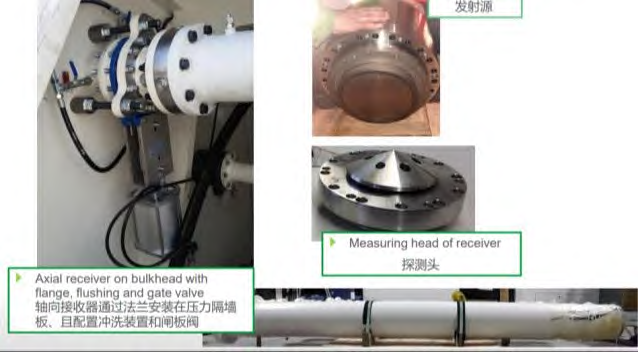 发射源
Measuring head of receiver
探测头
Axial receiver on bulkhead with
flange, flushing and gate valve
轴向接收器通过法兰安装在压力隔墙
板、且配置冲洗装置和闸板阀